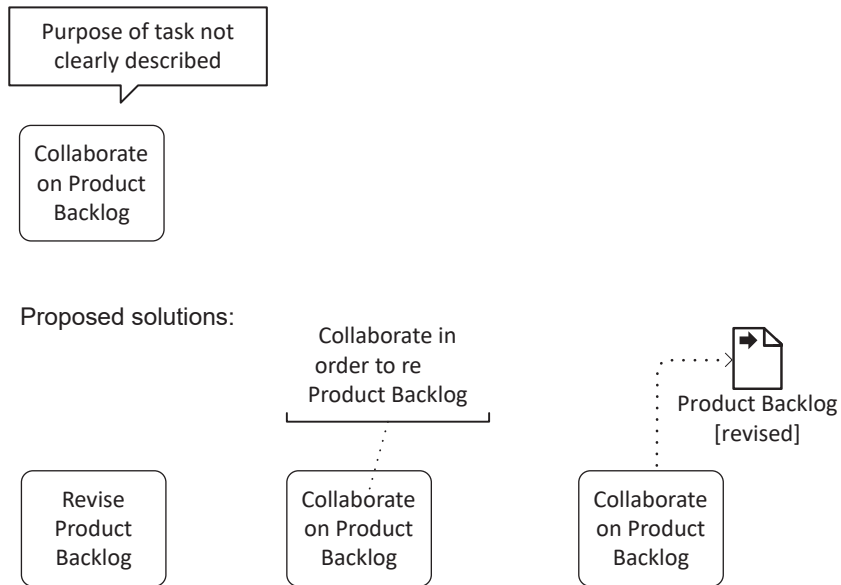 Purpose of task not
clearly described
Collaborate
on Product
Backlog
Proposed solutions:
Collaborate in
order to re
Product Backlog
Product Backlog
[revised]
Revise
Product
Backlog
Collaborate
on Product
Backlog
Collaborate
on Product
Backlog